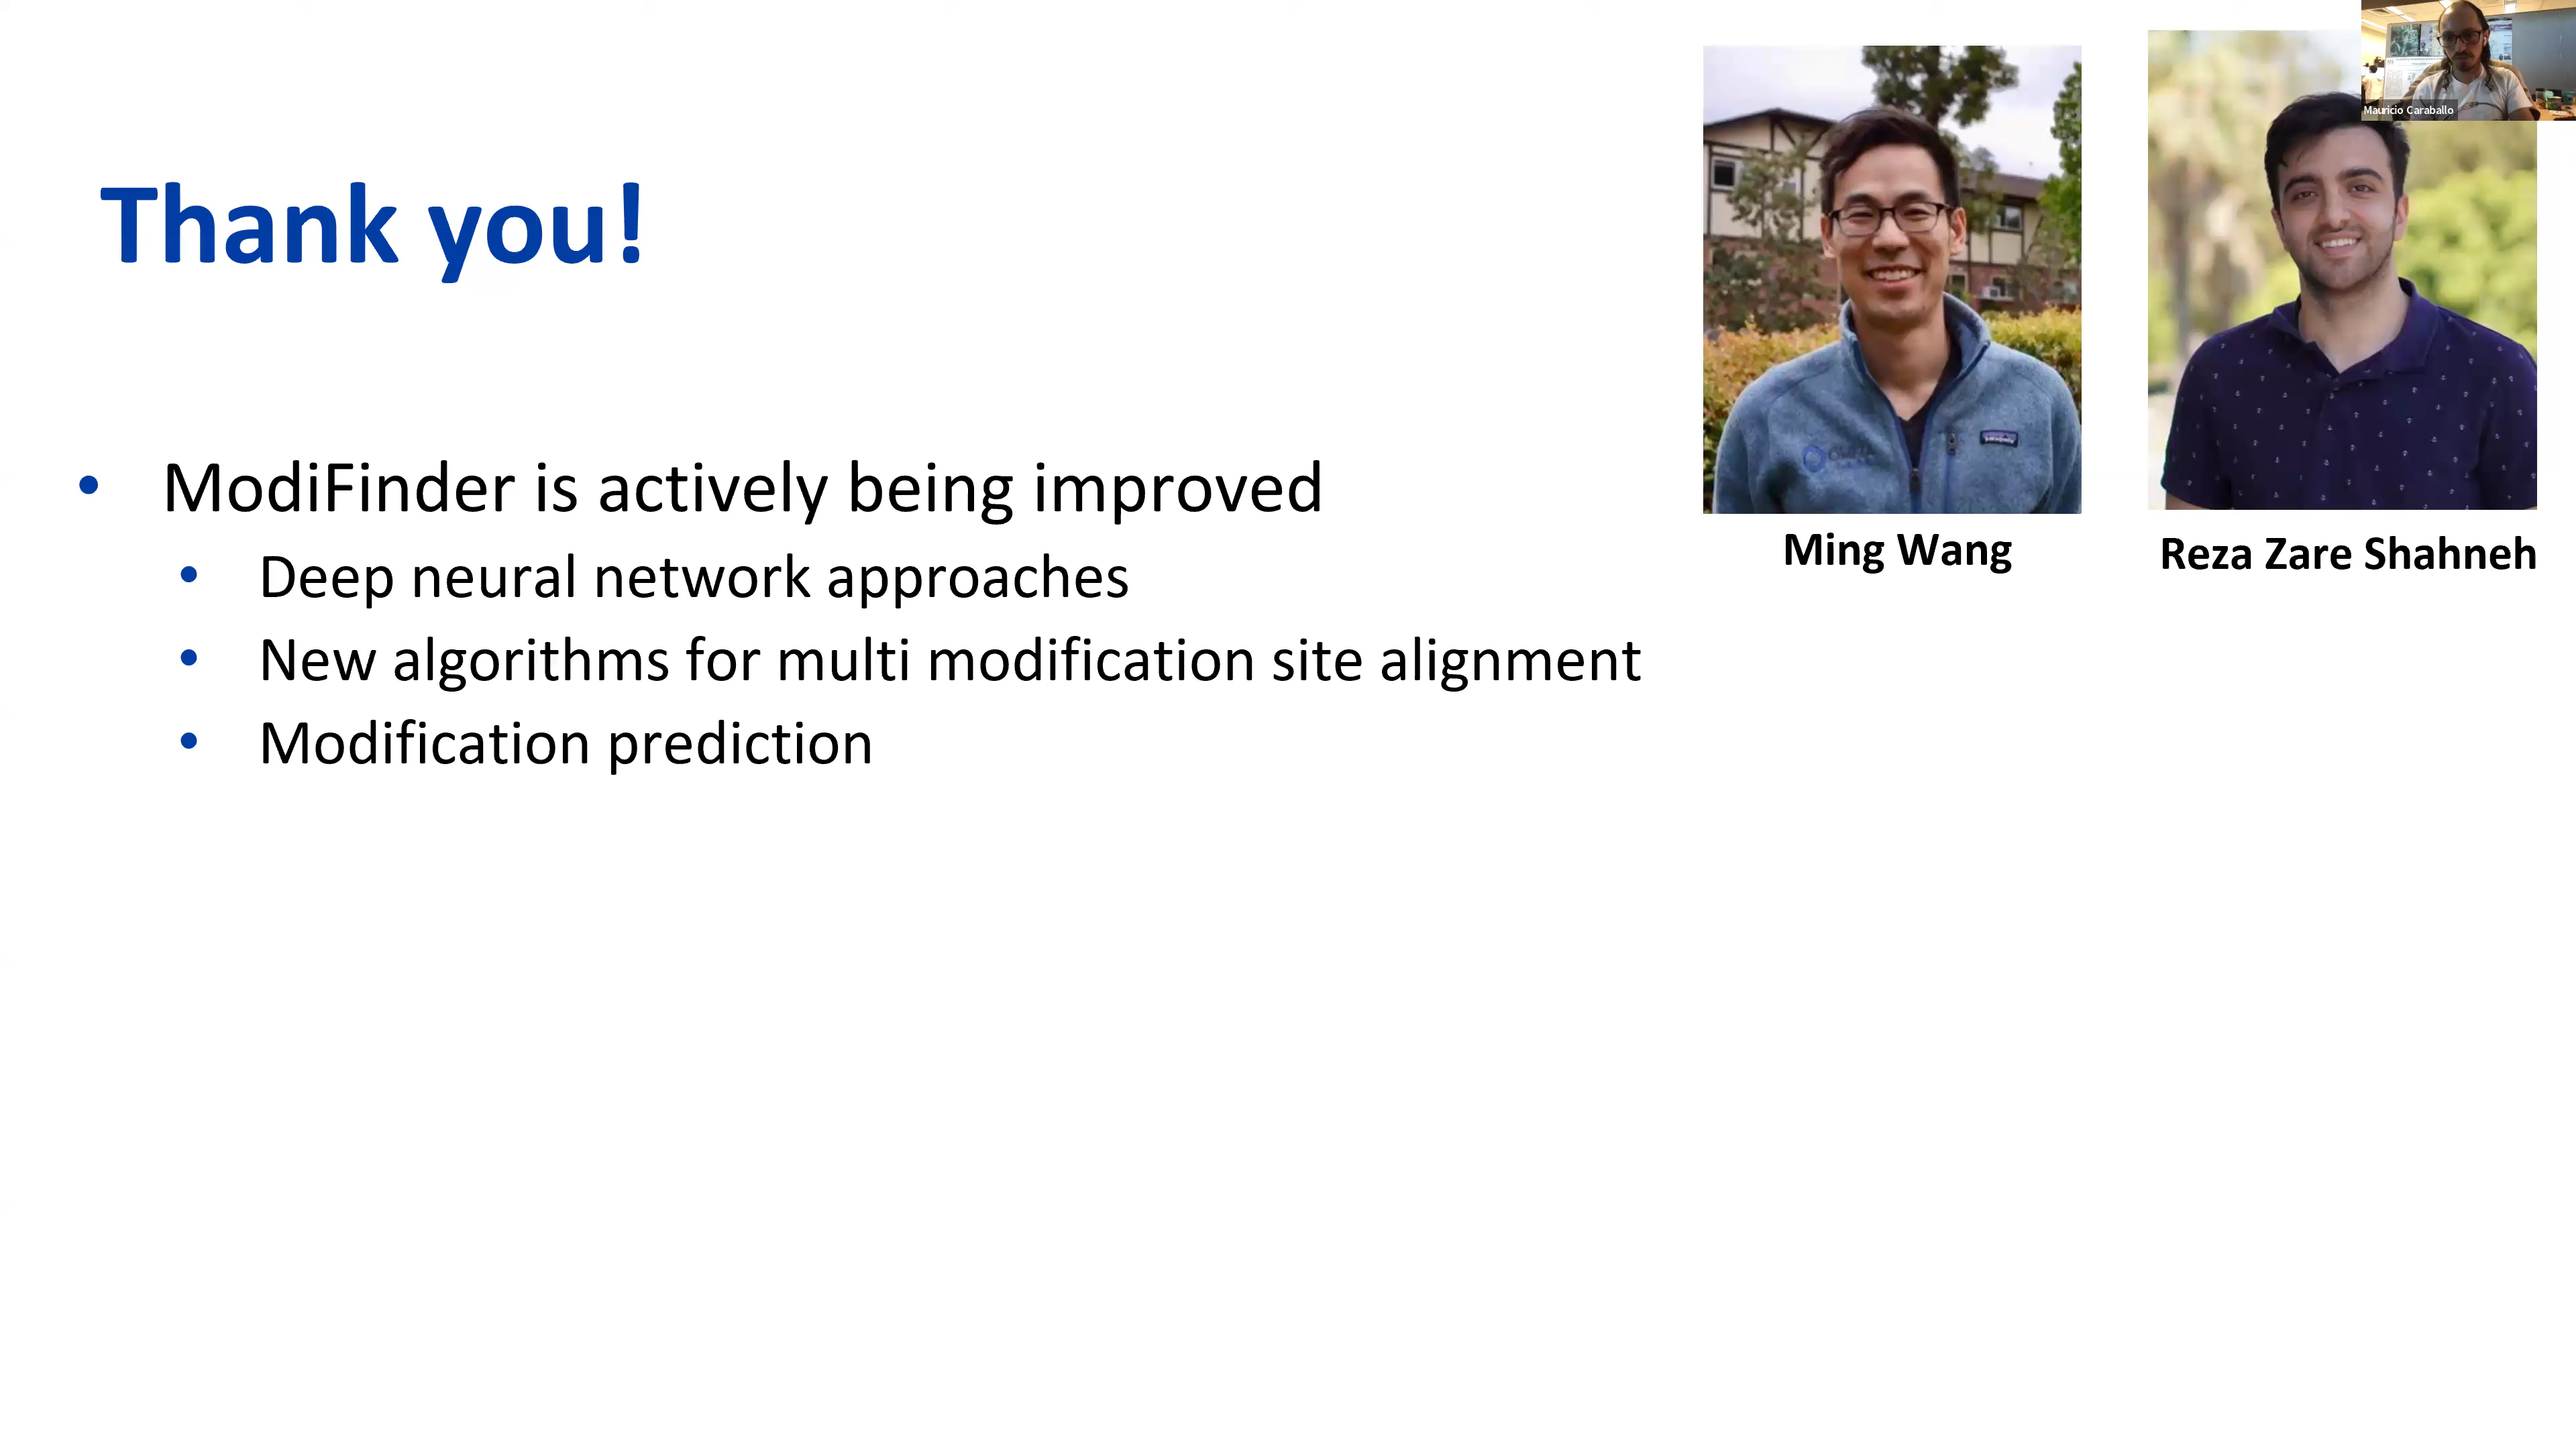 Mauricio Caraballo
Thank you!
• ModiFinder is actively being improved
• Deep neural network approaches
• New algorithms for multi modification site alignment
• Modification prediction
Ming Wang
Reza Zare Shahneh